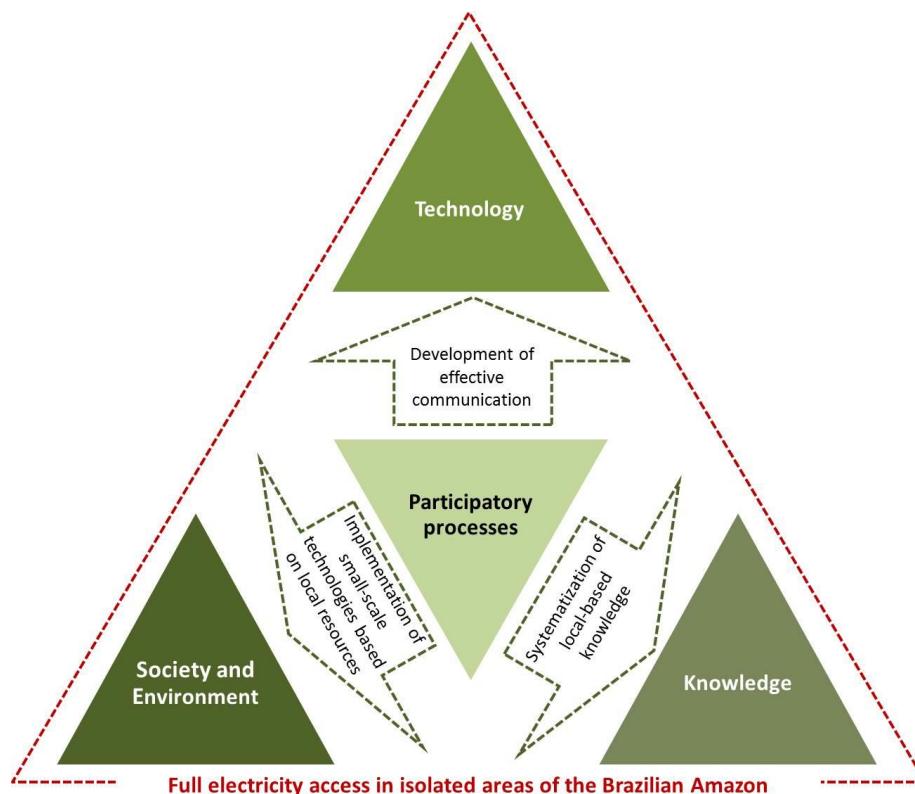 Technology
Development of
effective
communication
Participatory
processes
Implementation of
small-scale
technologies based
on local resources
Systematization of
local-based
knowledge
Society and
Environment
Knowledge
Full electricity access in isolated areas of the Brazilian Amazon